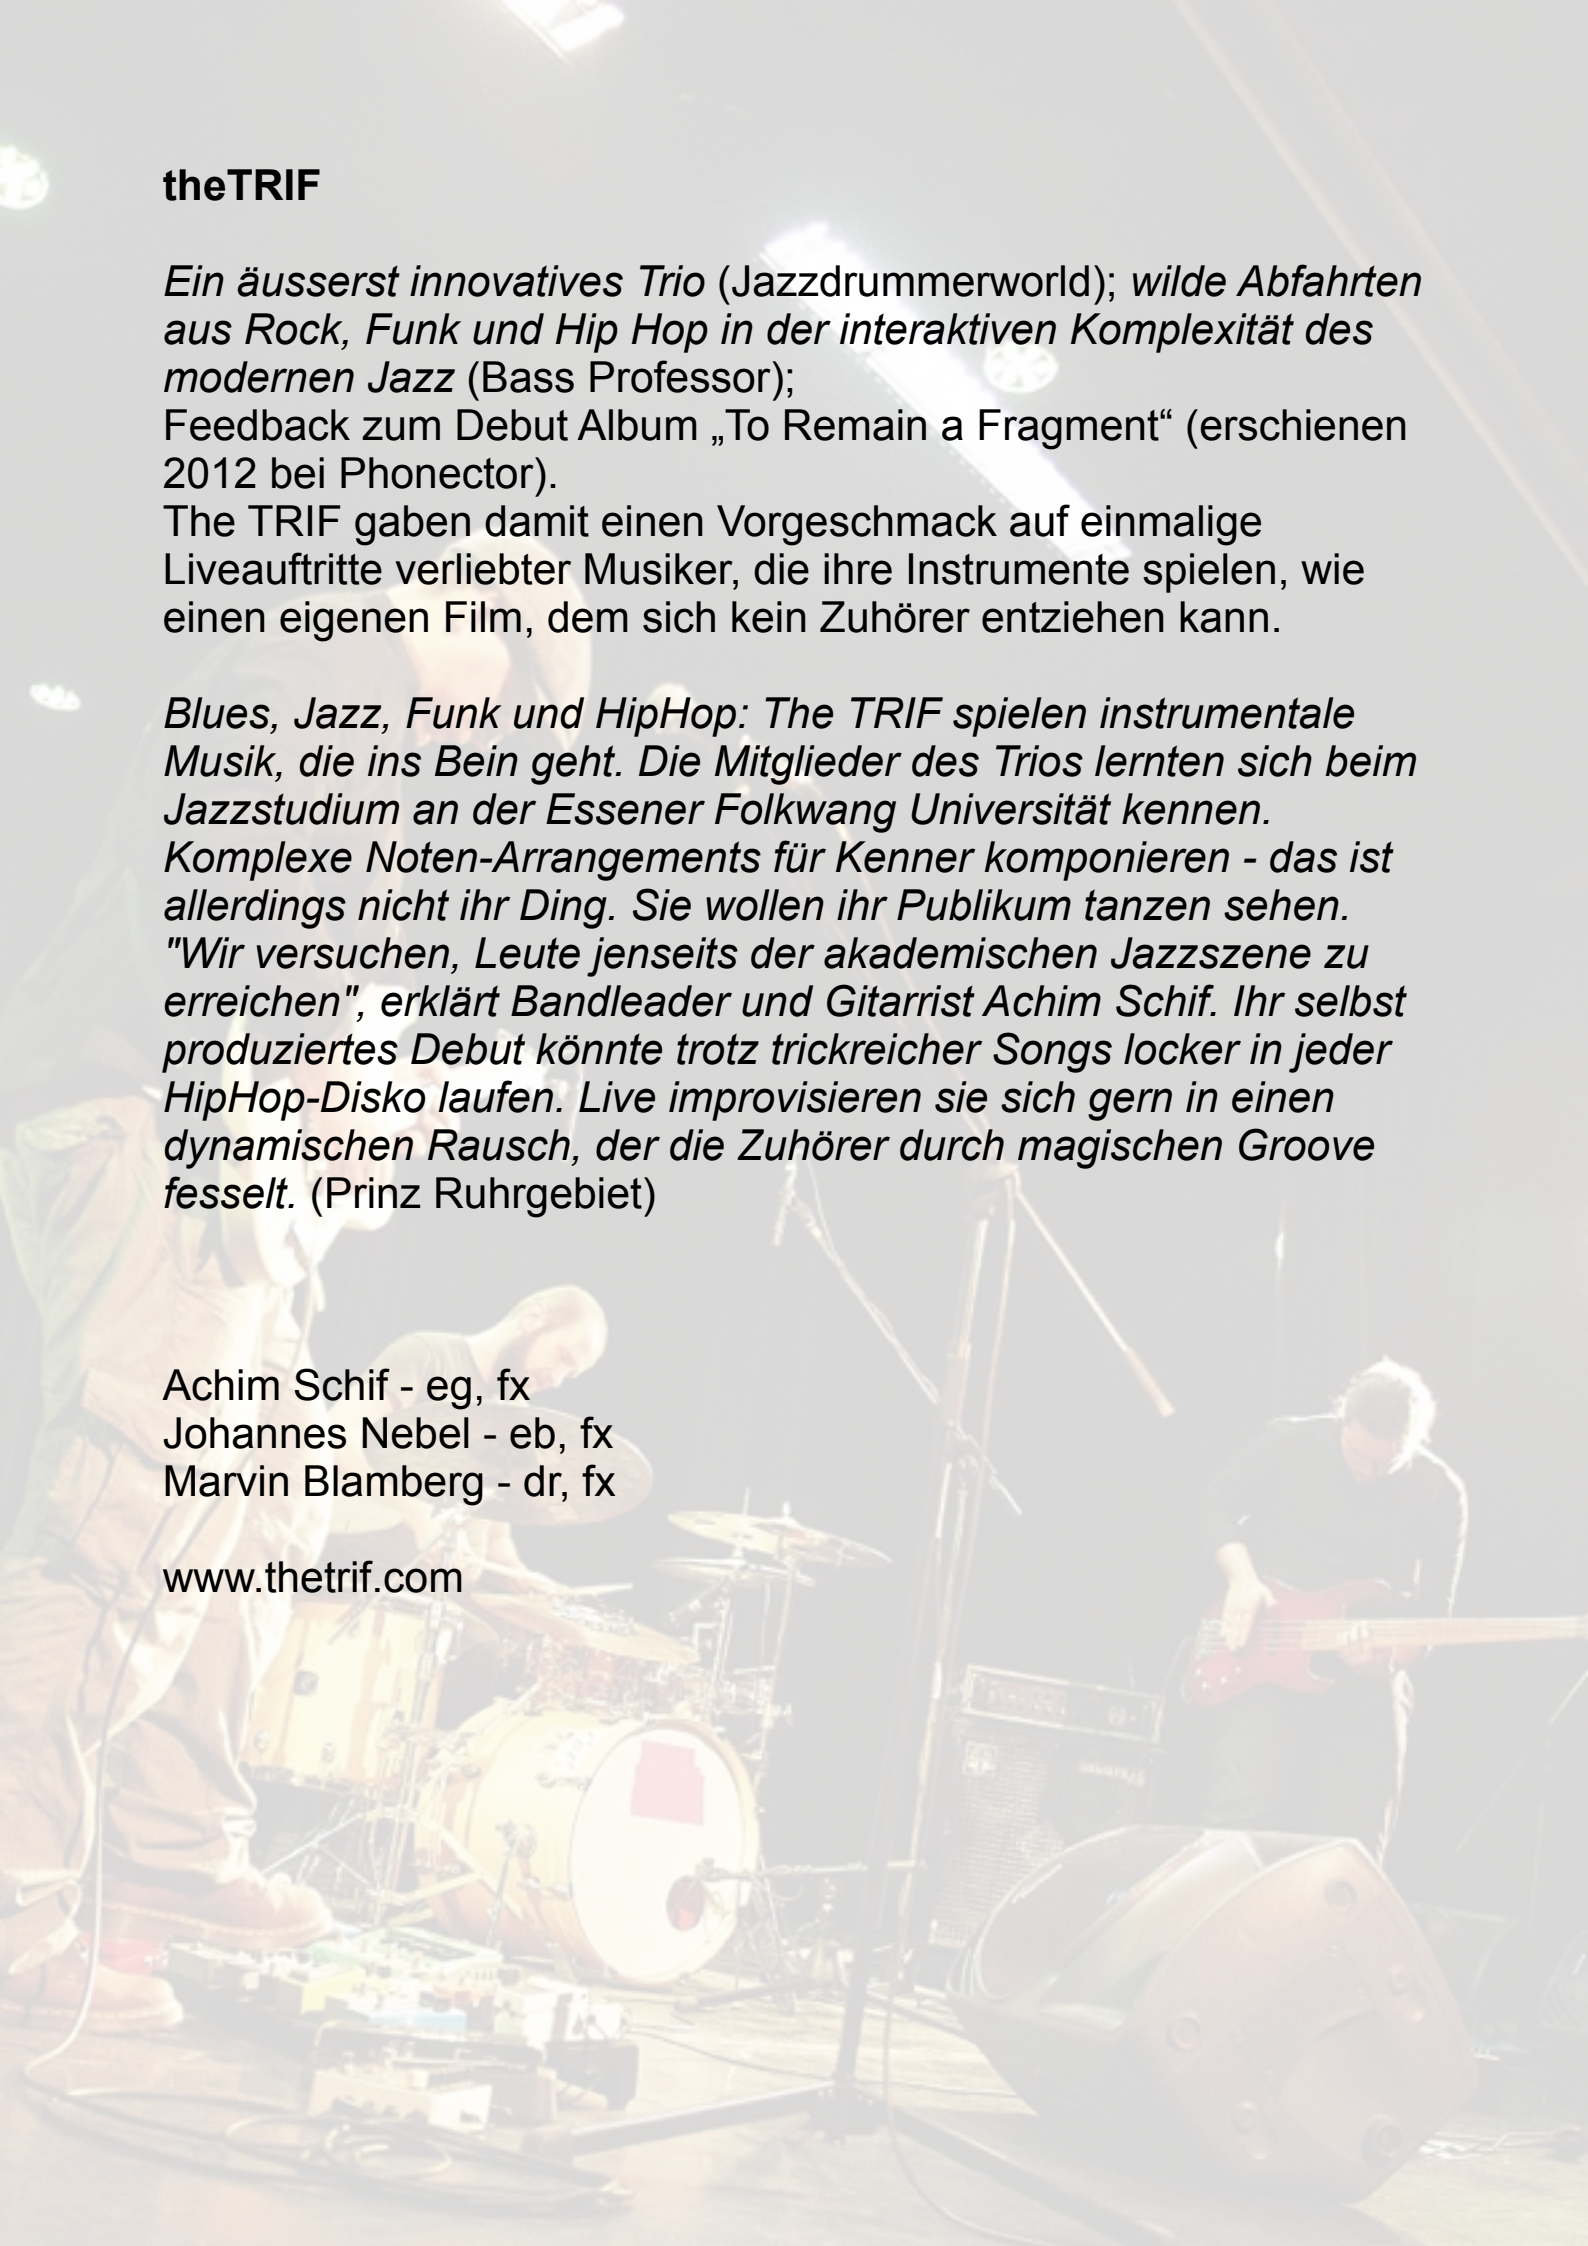 theTRIF
Ein äusserst innovatives Trio (Jazzdrummerworld); wilde Abfahrten
aus Rock, Funk und Hip Hop in der interaktiven Komplexität des
modernen Jazz (Bass Professor);
Feedback zum Debut Album „To Remain a Fragment“ (erschienen
2012 bei Phonector).
The TRIF gaben damit einen Vorgeschmack auf einmalige
Liveauftritte verliebter Musiker, die ihre Instrumente spielen, wie
einen eigenen Film, dem sich kein Zuhörer entziehen kann.
Blues, Jazz, Funk und HipHop: The TRIF spielen instrumentale
Musik, die ins Bein geht. Die Mitglieder des Trios lernten sich beim
Jazzstudium an der Essener Folkwang Universität kennen.
Komplexe Noten-Arrangements für Kenner komponieren - das ist
allerdings nicht ihr Ding. Sie wollen ihr Publikum tanzen sehen.
"Wir versuchen, Leute jenseits der akademischen Jazzszene zu
erreichen", erklärt Bandleader und Gitarrist Achim Schif. Ihr selbst
produziertes Debut könnte trotz trickreicher Songs locker in jeder
HipHop-Disko laufen. Live improvisieren sie sich gern in einen
dynamischen Rausch, der die Zuhörer durch magischen Groove
fesselt. (Prinz Ruhrgebiet)
Achim Schif - eg, fx
Johannes Nebel - eb, fx
Marvin Blamberg - dr, fx
www.thetrif.com